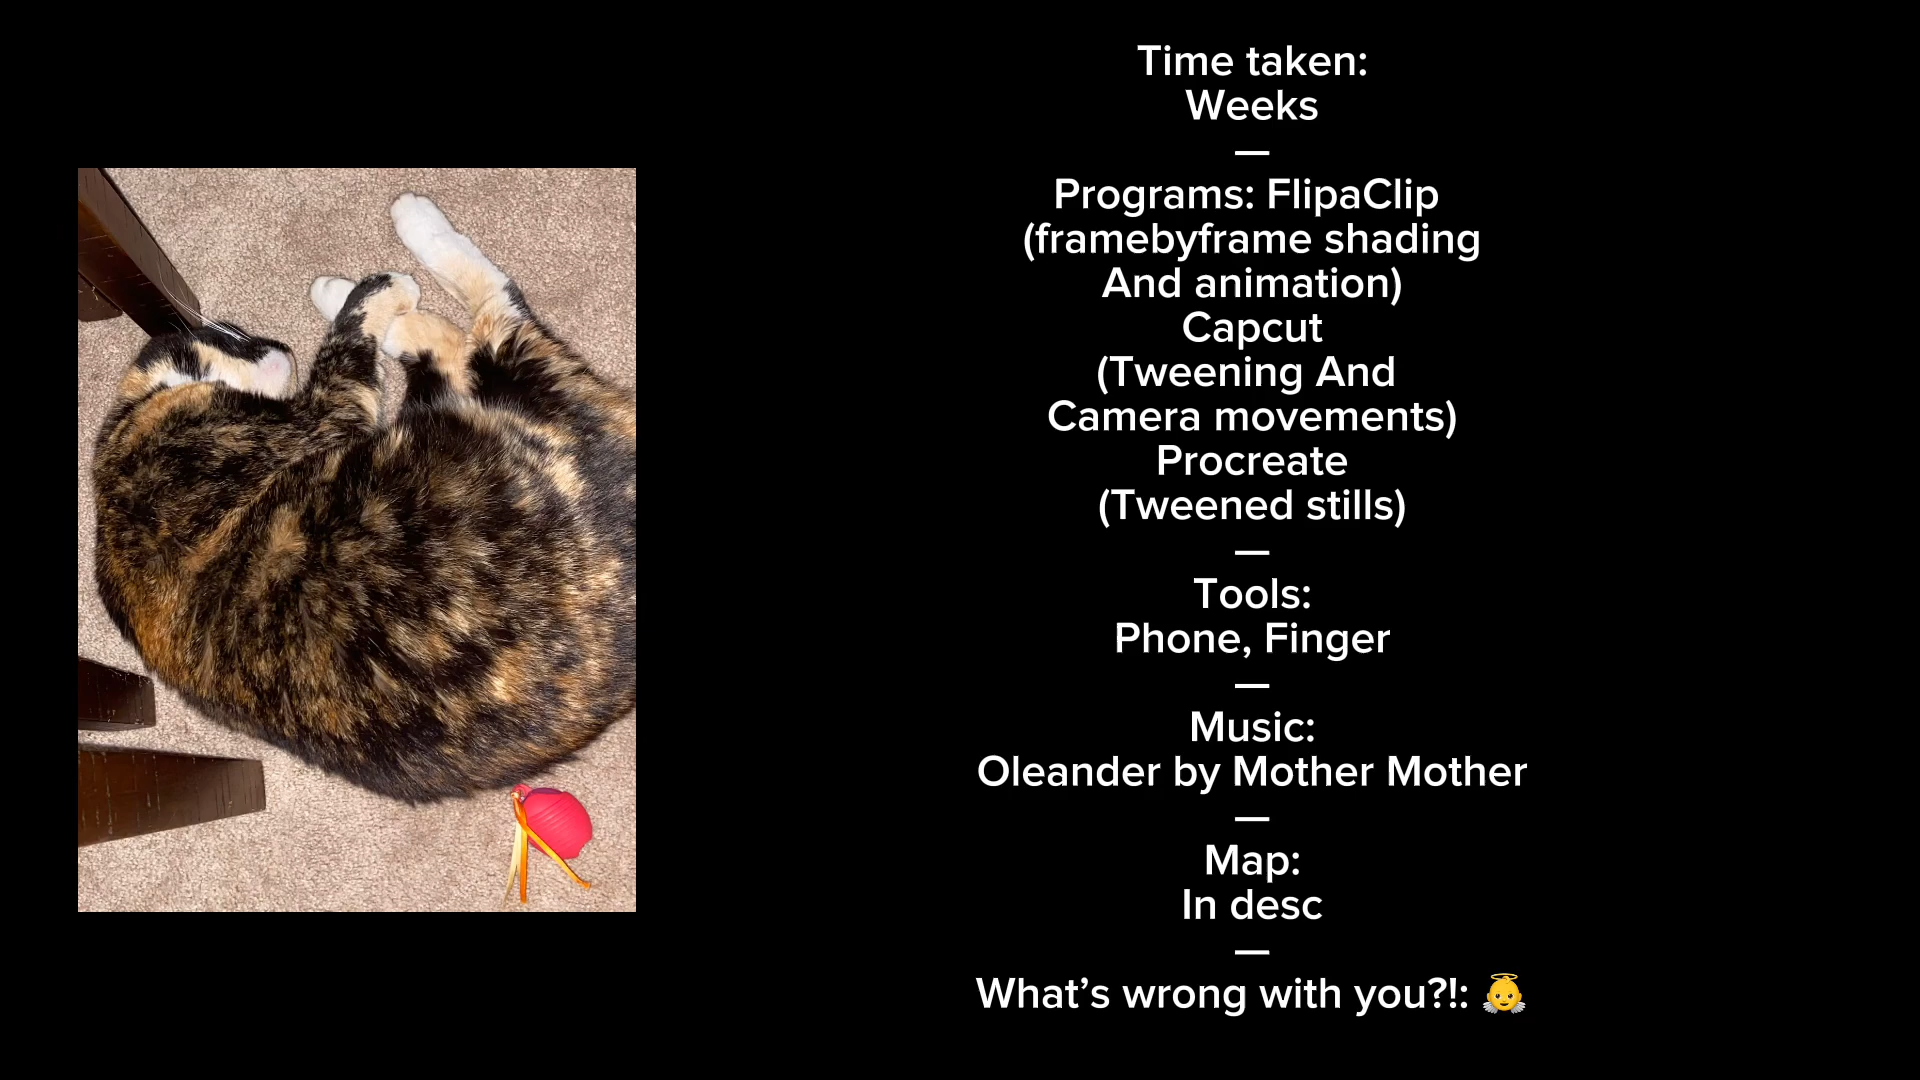 Time taken:
Weeks
—
Programs: FlipaClip
(framebyframe shading
And animation)
Capcut
(Tweening And
Camera movements)
Procreate
(Tweened stills)
—
Tools:
Phone, Finger
—
Music:
Oleander by Mother Mother
—
Map:
In desc
—
What’s wrong with you?!: 👼